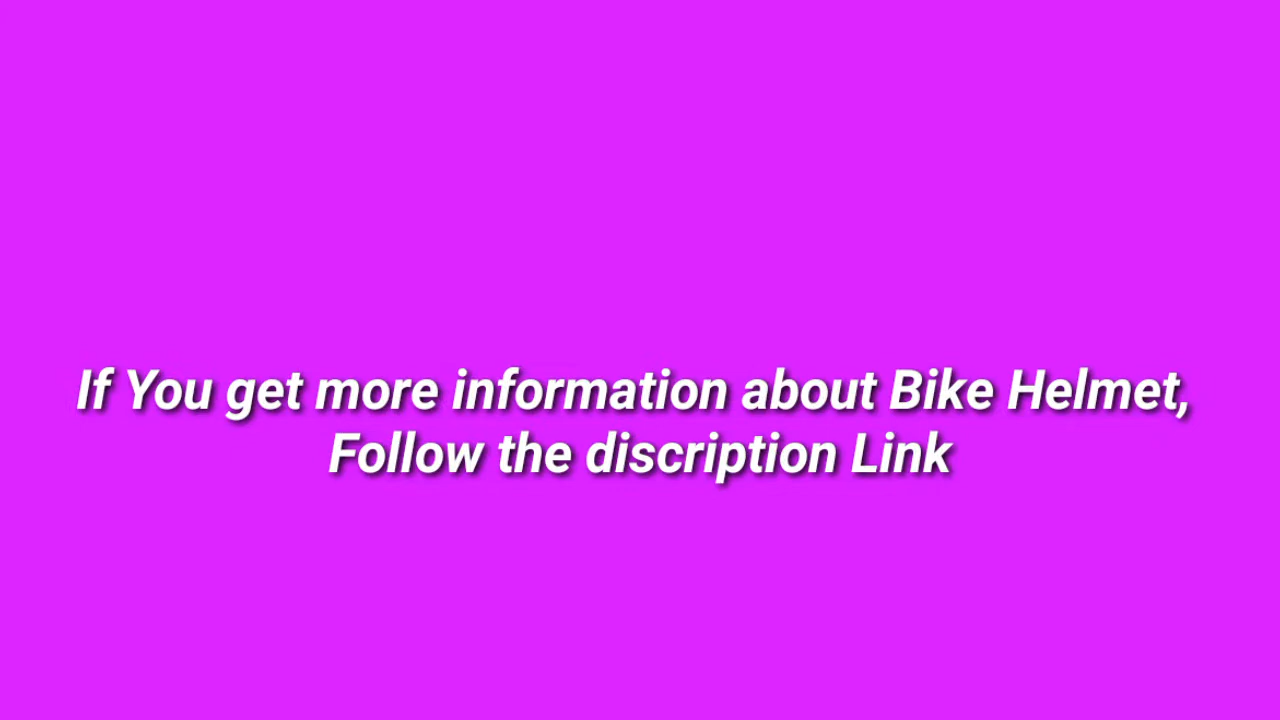 If You get more information about Bike Helmet,
Follow the discription Link